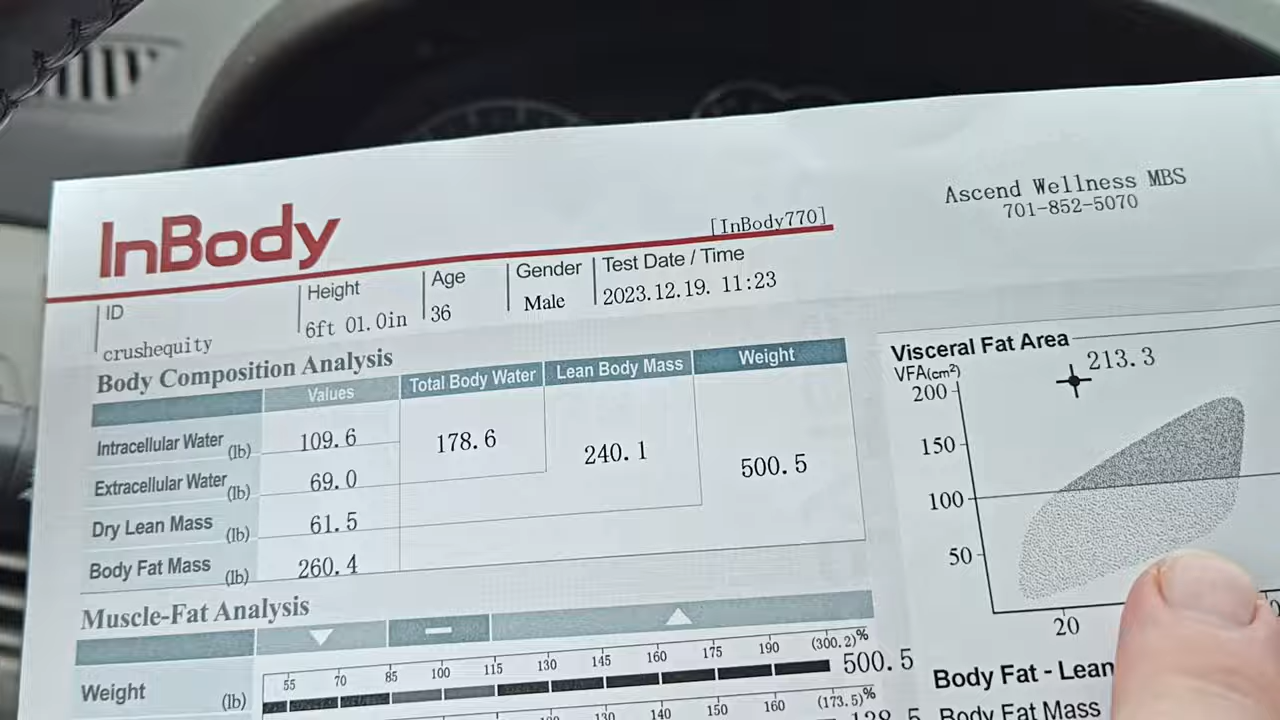 InBody
[InBody770]
Ascend Wellness MBS
701-852-5070
ID
crushequity
Height
6ft 01.0in
Age
36
Gender
Male
Test Date / Time
2023.12.19. 11:23
Body Composition Analysis
Values Total Body Water Lean Body Mass Weight
Intracellular Water (lb) 109.6
178.6
240.1
500.5
Extracellular Water (lb) 69.0
Dry Lean Mass (lb) 61.5
Body Fat Mass (lb) 260.4
Muscle-Fat Analysis
55 70 85 100 115 130 145 160 175 190 (300.2)%
Weight (lb) 500.5
130 140 150 160 (173.5)%
Visceral Fat Area
VFA(cm²)
213.3
200
150
100
50
20
Body Fat - Lean
Body Fat Mass